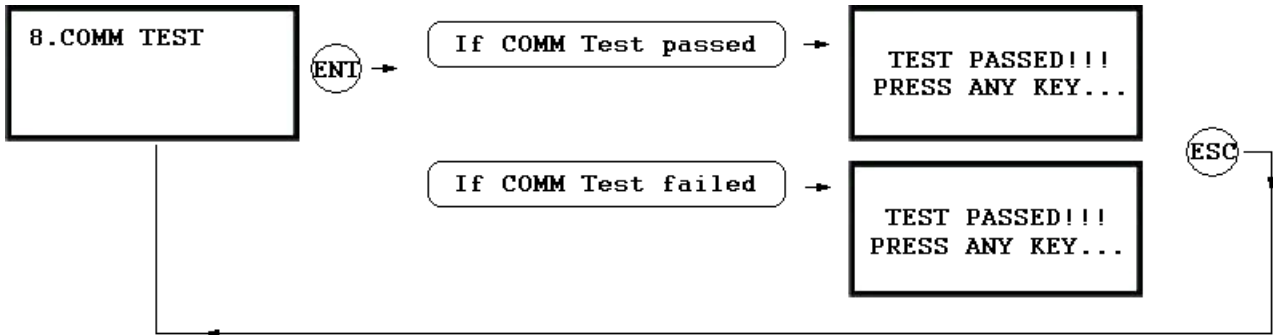 8.COMM TEST
ENT
If COMM Test passed
TEST PASSED!!!
PRESS ANY KEY...
ESC
If COMM Test failed
TEST PASSED!!!
PRESS ANY KEY...